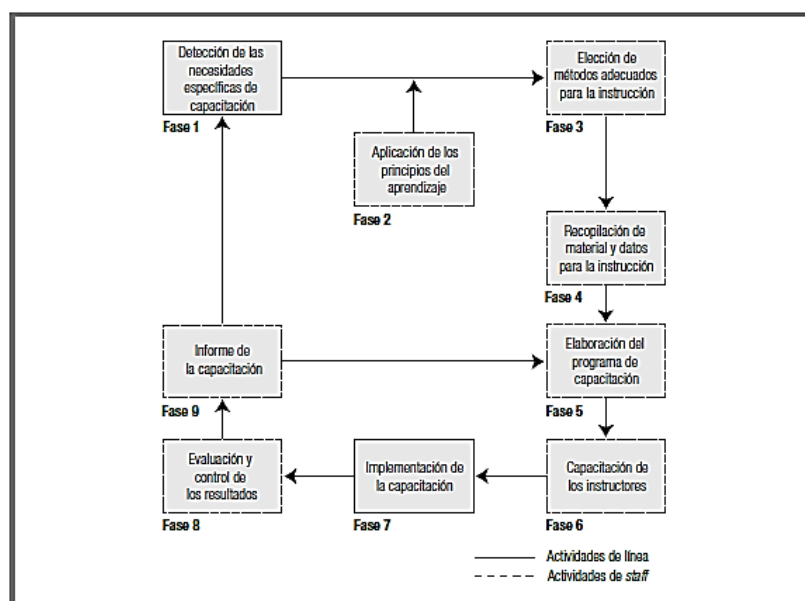 Detección de las
necesidades
específicas de
capacitación
Fase 1
Elección de
métodos adecuados
para la instrucción
Fase 3
Aplicación de los
principios del
aprendizaje
Fase 2
Recopilación de
material y datos
para la instrucción
Fase 4
Informe de
la capacitación
Fase 9
Elaboración del
programa de
capacitación
Fase 5
Evaluación y
control de
los resultados
Fase 8
Implementación de
la capacitación
Fase 7
Capacitación de
los instructores
Fase 6
Actividades de línea
Actividades de staff